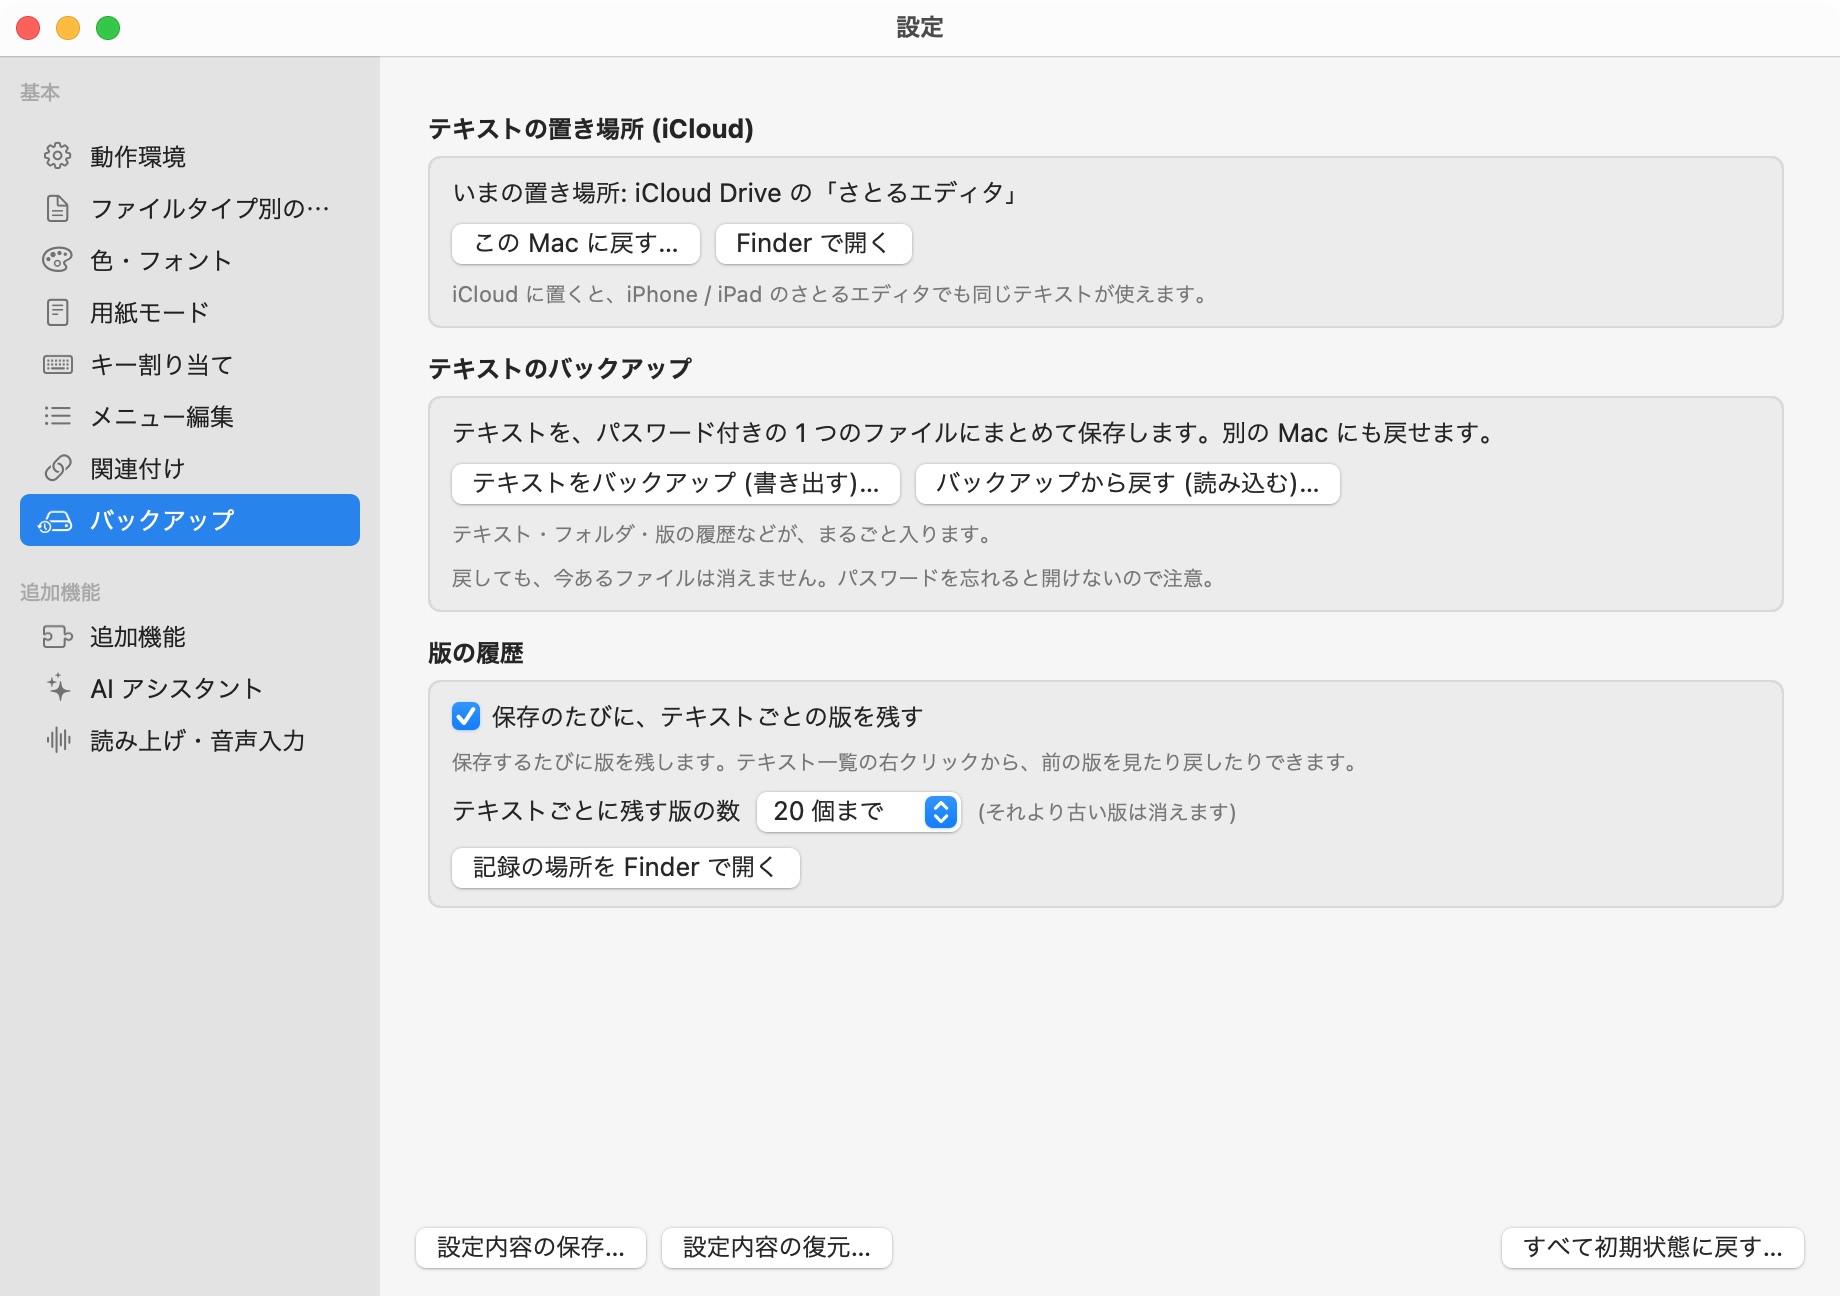 設定
基本
動作環境
ファイルタイプ別の…
色・フォント
用紙モード
キー割り当て
メニュー編集
関連付け
バックアップ
追加機能
追加機能
AI アシスタント
読み上げ・音声入力
テキストの置き場所 (iCloud)
いまの置き場所: iCloud Drive の「さとるエディタ」
この Mac に戻す...
Finder で開く
iCloud に置くと、iPhone / iPad のさとるエディタでも同じテキストが使えます。
テキストのバックアップ
テキストを、パスワード付きの 1 つのファイルにまとめて保存します。別の Mac にも戻せます。
テキストをバックアップ (書き出す)...
バックアップから戻す (読み込む)...
テキスト・フォルダ・版の履歴などが、まるごと入ります。
戻しても、今あるファイルは消えません。パスワードを忘れると開けないので注意。
版の履歴
保存のたびに、テキストごとの版を残す
保存するたびに版を残します。テキスト一覧の右クリックから、前の版を見たり戻したりできます。
テキストごとに残す版の数 20 個まで (それより古い版は消えます)
記録の場所を Finder で開く
設定内容の保存...
設定内容の復元...
すべて初期状態に戻す...